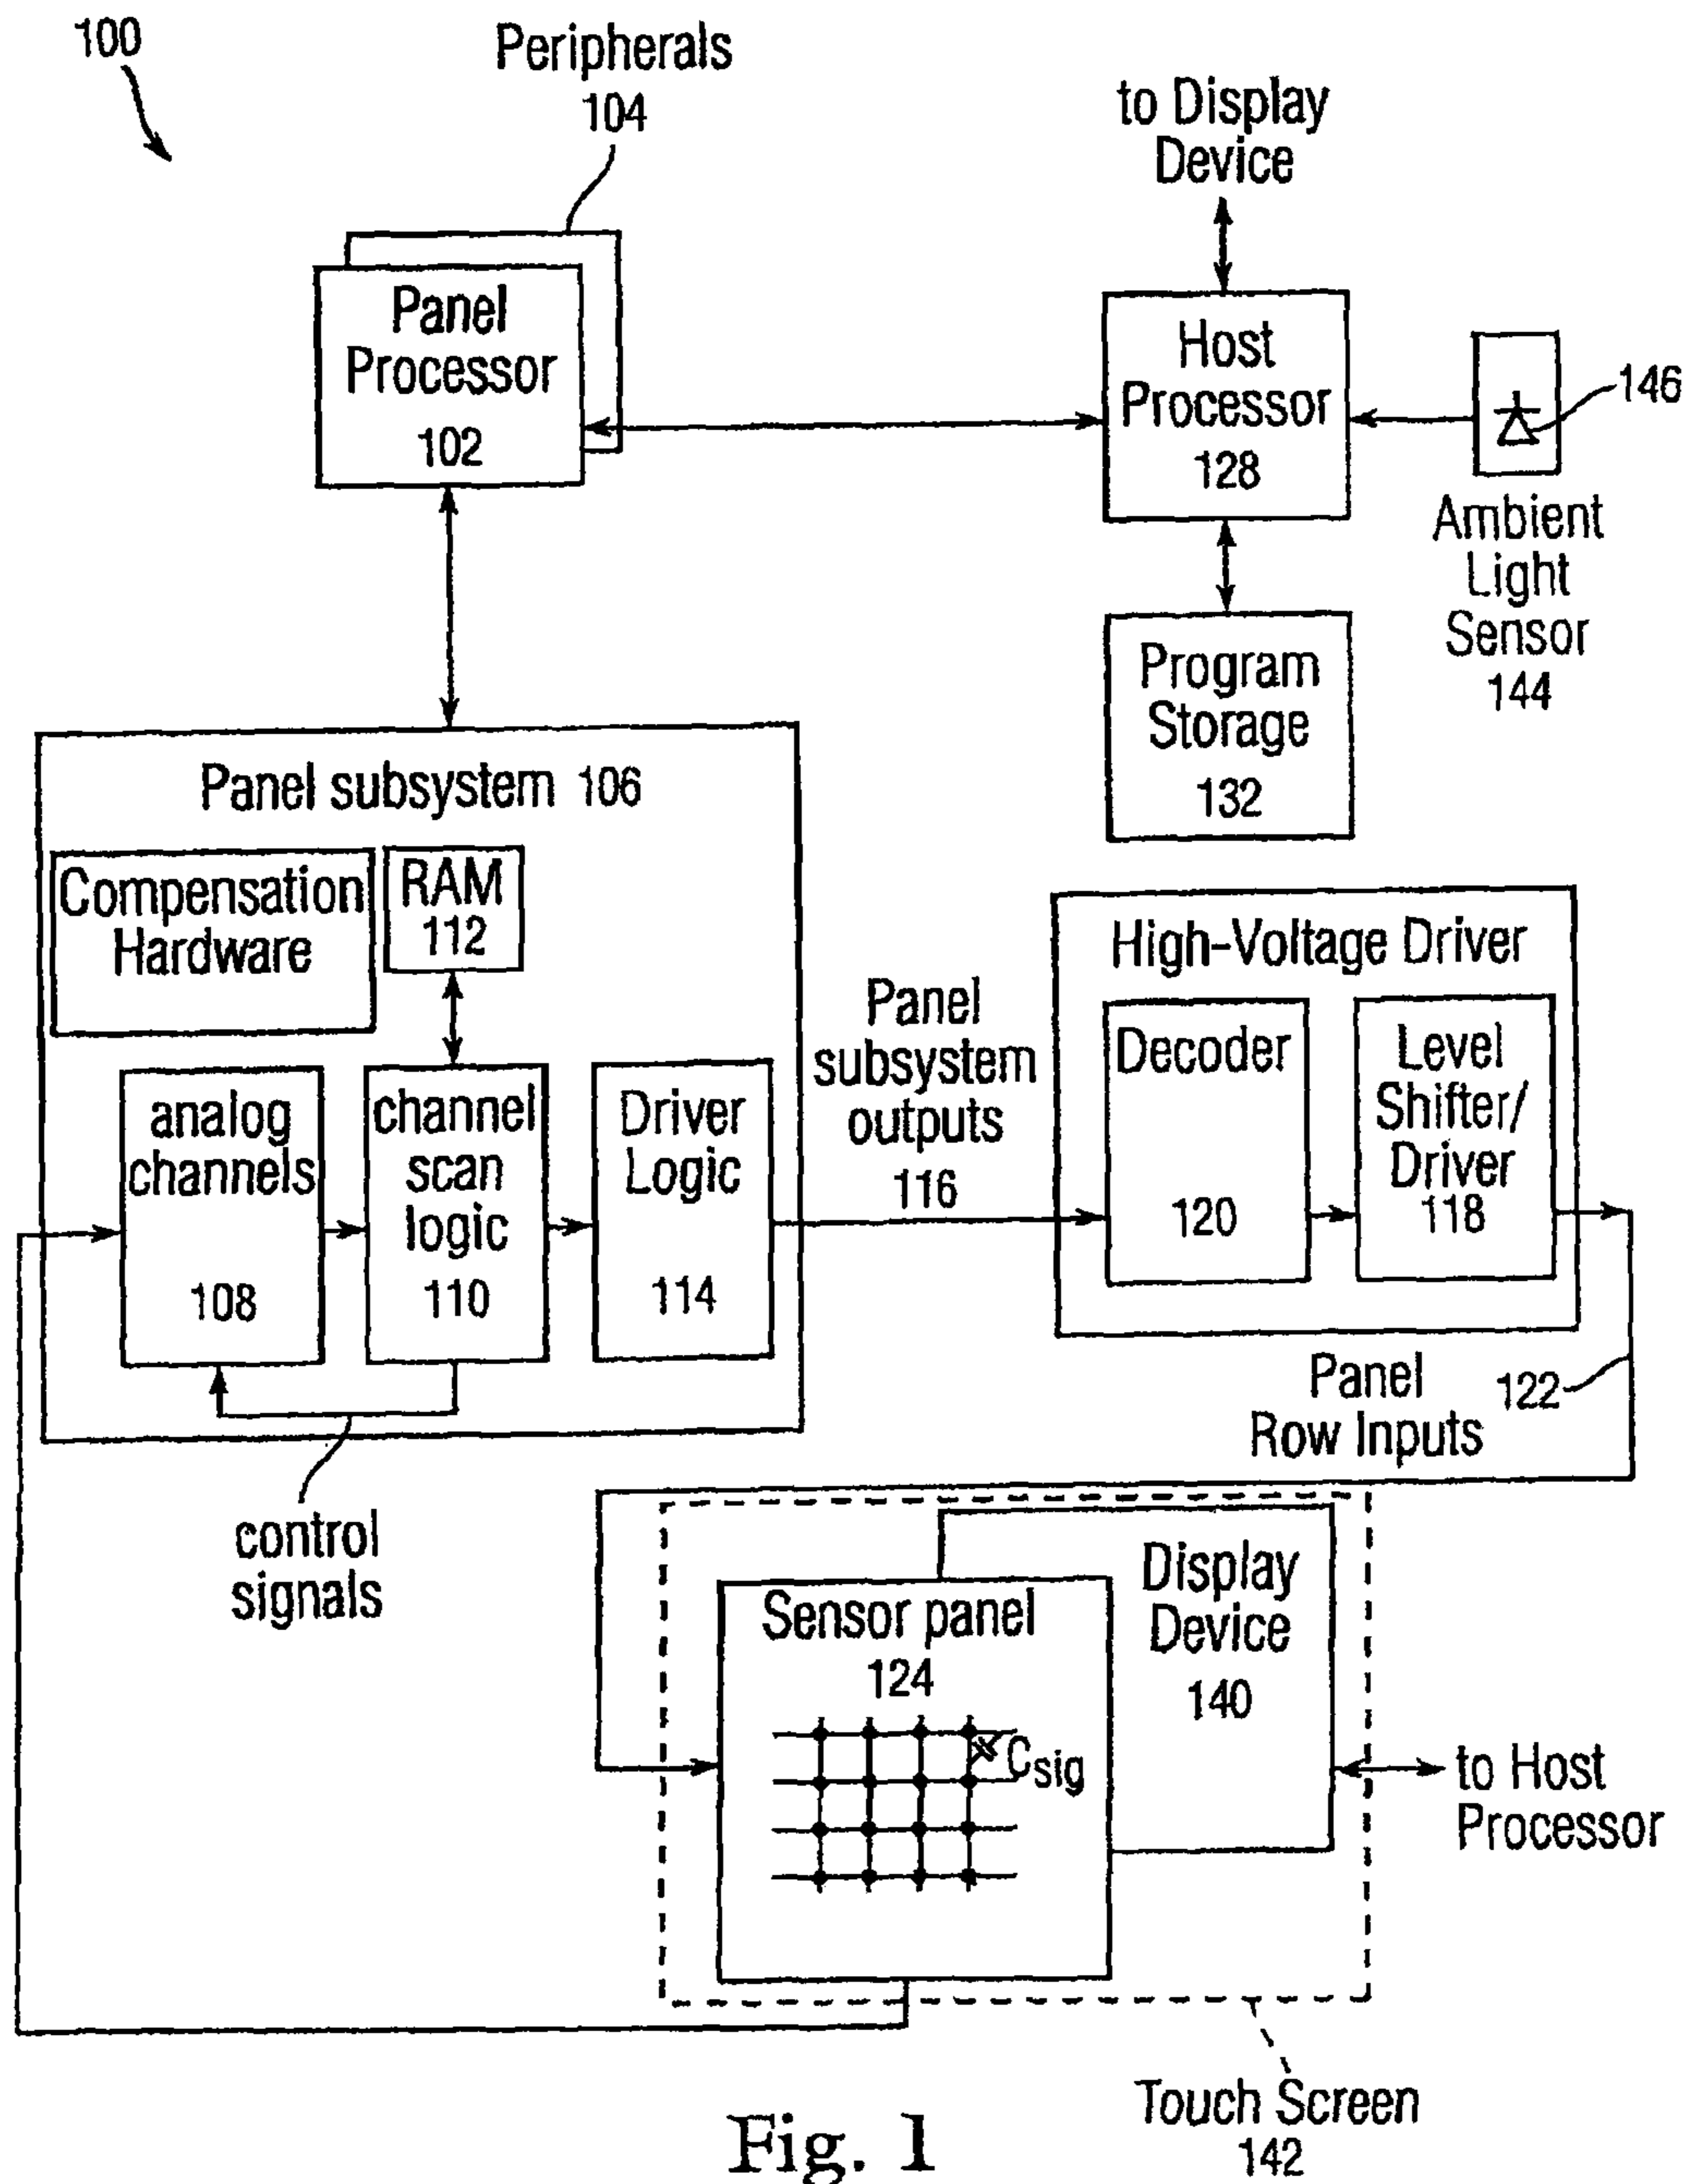 100
Peripherals
104
to Display
Device
Panel
Processor
102
Host
Processor
128
146
Ambient
Light
Sensor
144
Program
Storage
132
Panel subsystem 106
Compensation
Hardware
RAM
112
analog
channels
108
channel
scan
logic
110
Driver
Logic
114
control
signals
Panel
subsystem
outputs
116
High-Voltage Driver
Decoder
120
Level
Shifter/
Driver
118
Panel
Row Inputs
122
Sensor panel
124
Csig
Display
Device
140
to Host
Processor
Touch Screen
142
Fig. 1